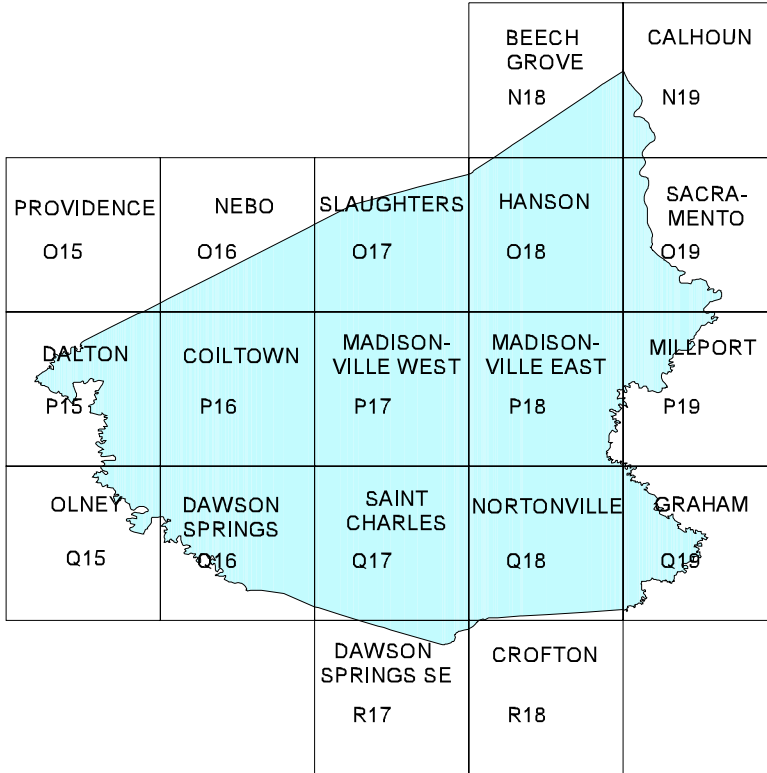 BEECH
GROVE
N18
CALHOUN
N19
PROVIDENCE
O15
NEBO
O16
SLAUGHTERS
O17
HANSON
O18
SACRA-
MENTO
O19
DALTON
P15
COILTOWN
P16
MADISON-
VILLE WEST
P17
MADISON-
VILLE EAST
P18
MILLPORT
P19
OLNEY
Q15
DAWSON
SPRINGS
Q16
SAINT
CHARLES
Q17
NORTONVILLE
Q18
GRAHAM
Q19
DAWSON
SPRINGS SE
R17
CROFTON
R18